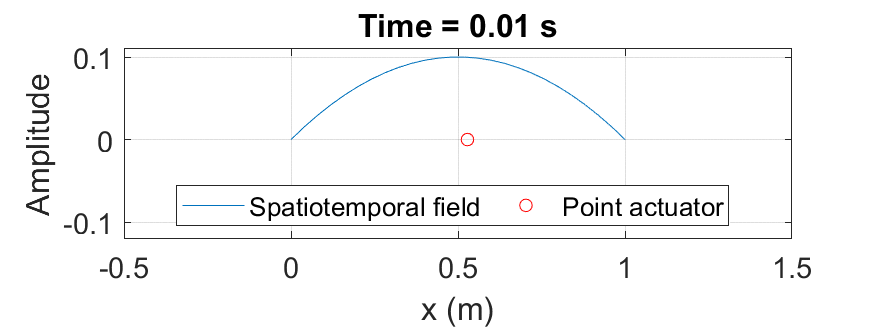 Time = 0.01 s
Amplitude
0.1
0
-0.1
Spatiotemporal field
Point actuator
-0.5 0 0.5 1 1.5
x (m)